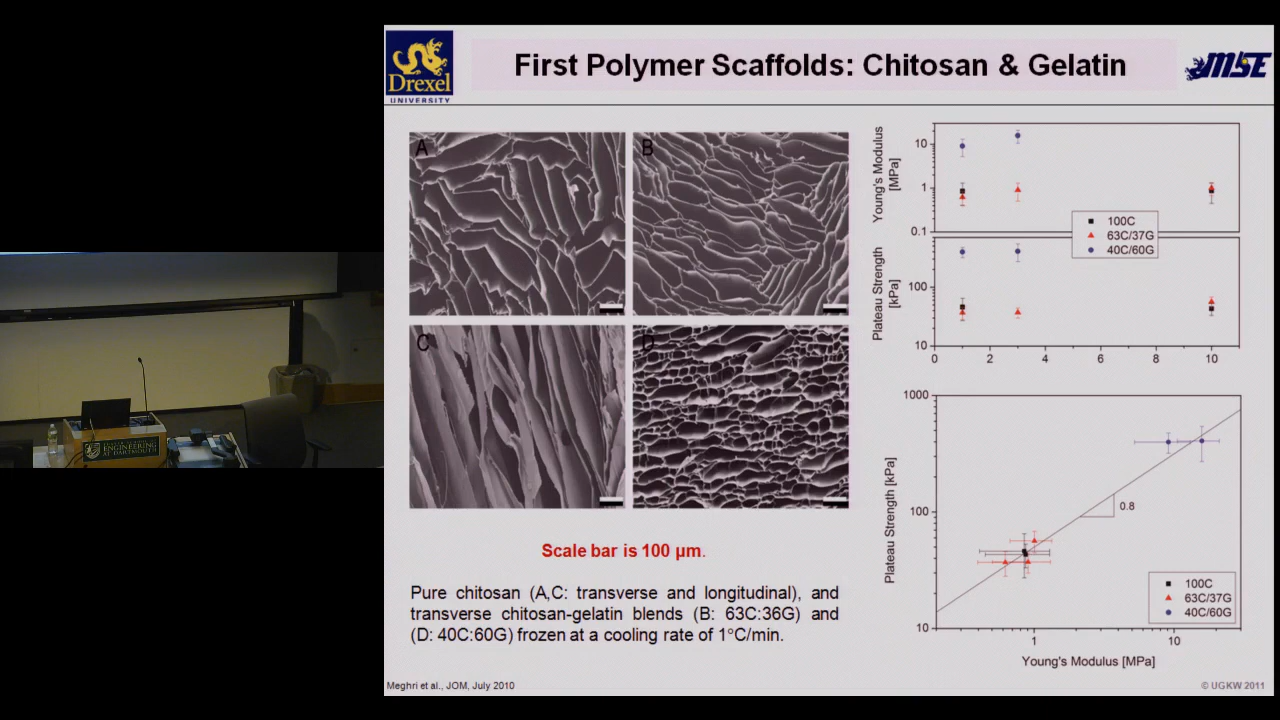 First Polymer Scaffolds: Chitosan & Gelatin
Drexel
UNIVERSITY
MSE
A
B
C
D
Scale bar is 100 µm.
Pure chitosan (A,C: transverse and longitudinal), and
transverse chitosan-gelatin blends (B: 63C:36G) and
(D: 40C:60G) frozen at a cooling rate of 1°C/min.
Meghri et al., JOM, July 2010
Young's Modulus
[MPa]
10
1
0.1
100C
63C/37G
40C/60G
Plateau Strength
[kPa]
100
10
0 2 4 6 8 10
Plateau Strength [kPa]
1000
100
10
0.8
100C
63C/37G
40C/60G
1 10
Young's Modulus [MPa]
© UGKW 2011
ENGINEERING
AT DARTMOUTH